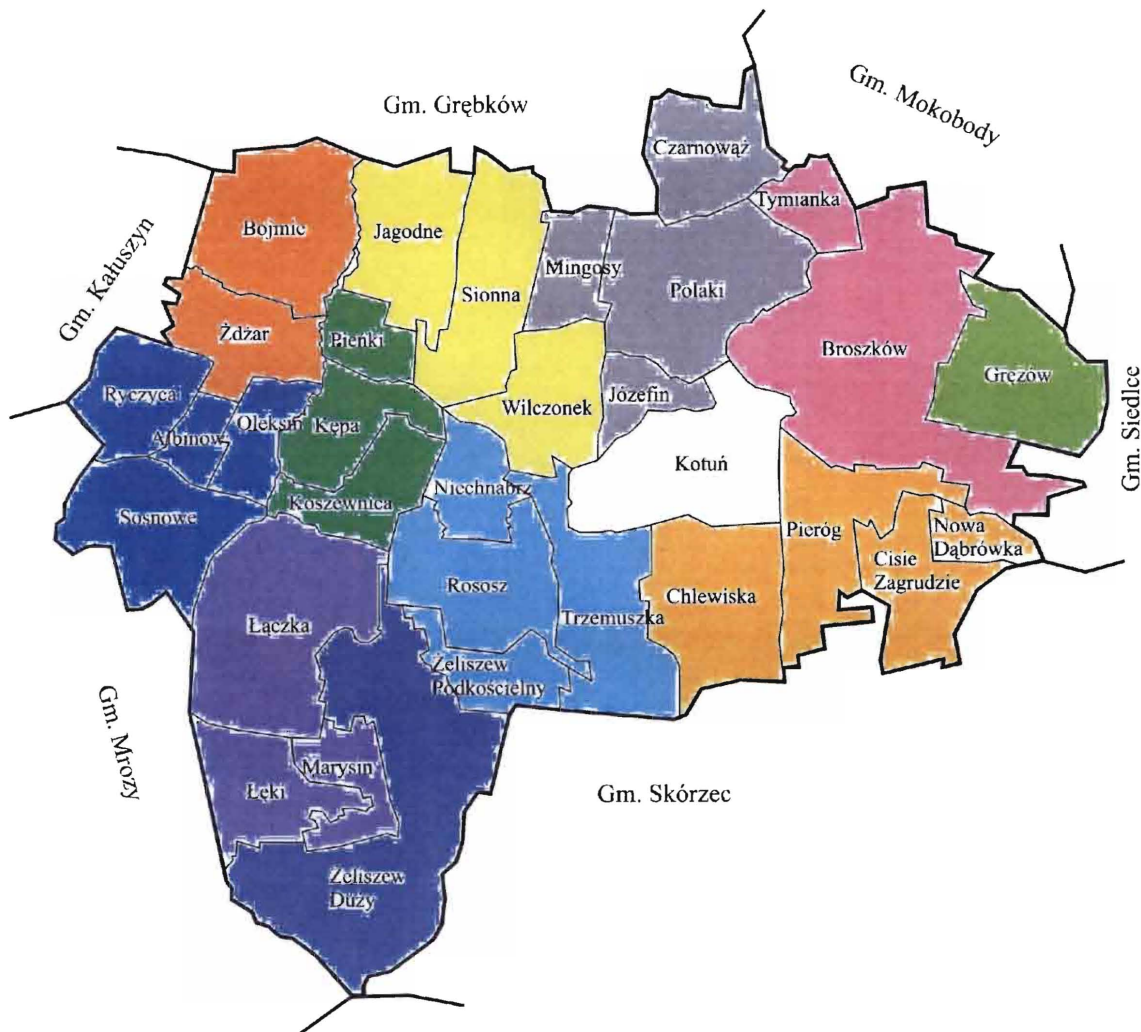 Gm. Grębków
Gm. Mokobody
Czarnowąż
Tymianka
Bojmie
Jagodne
Mingosy
Gm. Kałuszyn
Sionna
Polaki
Żdżar
Pieńki
Broszków
Gręzów
Ryczyca
Józefin
Gm. Siedlce
Oleksin
Kępa
Wilczonek
Albinów
Kotuń
Niechnabrz
Koszewnica
Sosnowe
Pieróg
Nowa
Dąbrówka
Cisie
Zagrudzie
Rososz
Chlewiska
Trzemuszka
Łączka
Żeliszew
Podkościelny
Gm. Mrozy
Marysin
Łęki
Gm. Skórzec
Żeliszew
Duży